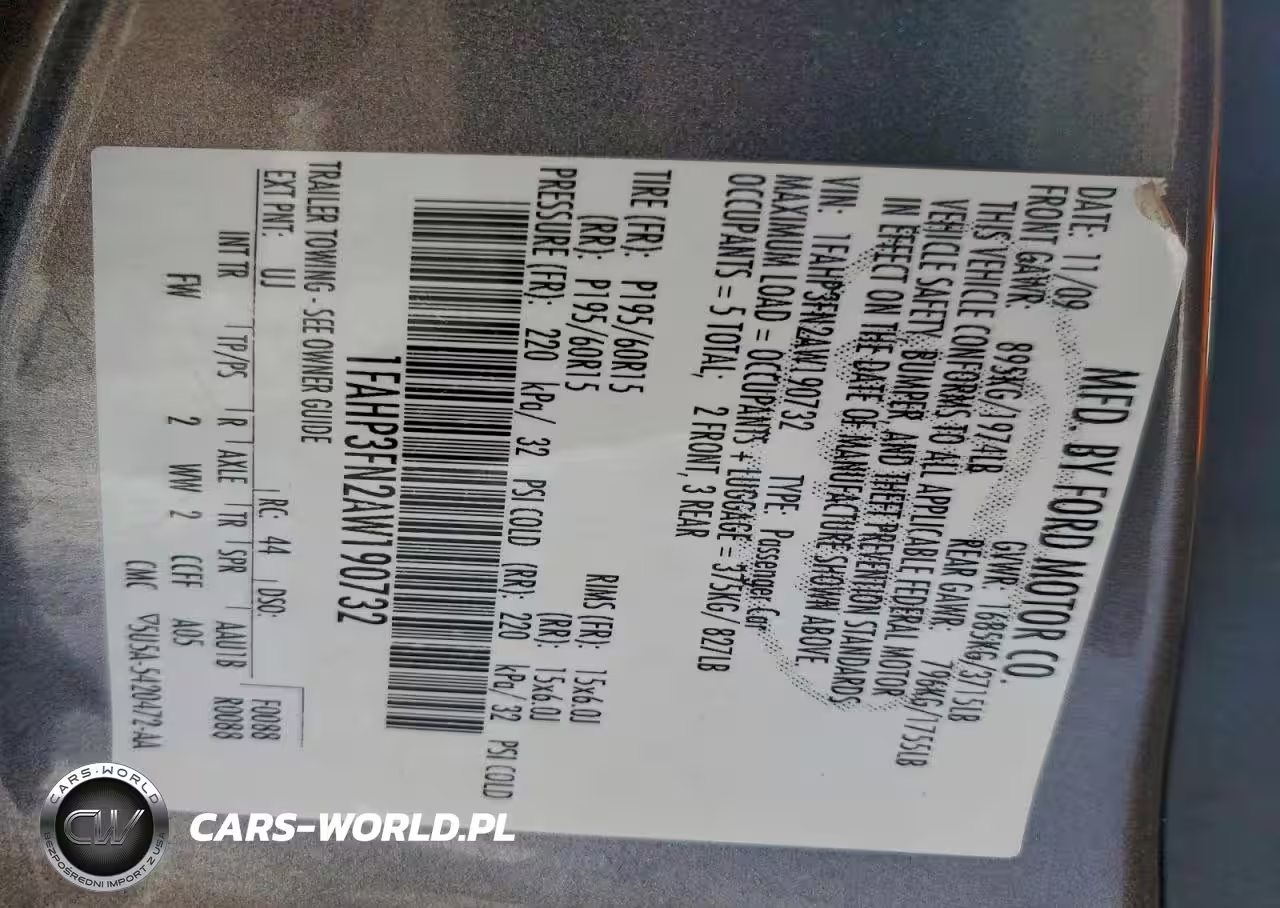 MFD. BY FORD MOTOR CO.
DATE: 11/09 GVWR: 1685KG/3715LB
FRONT GAWR: 893KG/1974LB REAR GAWR: 796KG/1755LB
THIS VEHICLE CONFORMS TO ALL APPLICABLE FEDERAL MOTOR
VEHICLE SAFETY, BUMPER, AND THEFT PREVENTION STANDARDS
IN EFFECT ON THE DATE OF MANUFACTURE SHOWN ABOVE.
VIN: 1FAHP3FN2AW190732 TYPE: Passenger Car
MAXIMUM LOAD = OCCUPANTS + LUGGAGE = 375KG/ 827LB
OCCUPANTS = 5 TOTAL, 2 FRONT, 3 REAR
TIRE (FR): P195/60R15 RIMS (FR): 15x6.0J
(RR): P195/60R15 (RR): 15x6.0J
PRESSURE (FR): 220 kPa/ 32 PSI COLD (RR): 220 kPa/32 PSI COLD
1FAHP3FN2AW190732
TRAILER TOWING - SEE OWNER GUIDE
EXT PNT: UJ RC: 44 DSO: F0088
INT TR TP/PS R AXLE TR SPR AAU1B R0088
FW 2 WW 2 CCFF A05
CMC ▽3U5A-5420472-AA
CARS-WORLD
CW
BEZPOŚREDNI IMPORT Z USA
CARS-WORLD.PL